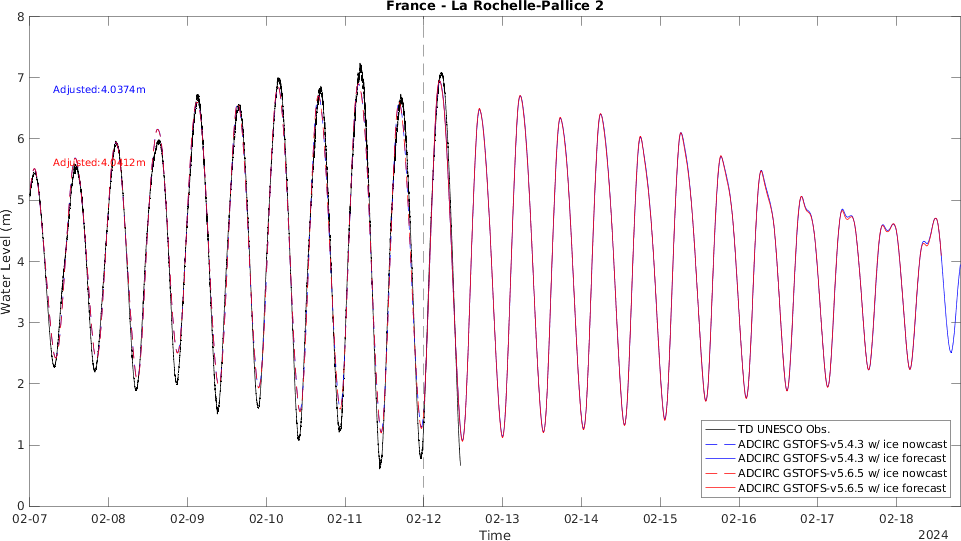 France - La Rochelle-Pallice 2
8
7
6
5
4
3
2
1
0
Water Level (m)
Adjusted:4.0374m
Adjusted:4.0412m
TD UNESCO Obs.
ADCIRC GSTOFS-v5.4.3 w/ ice nowcast
ADCIRC GSTOFS-v5.4.3 w/ ice forecast
ADCIRC GSTOFS-v5.6.5 w/ ice nowcast
ADCIRC GSTOFS-v5.6.5 w/ ice forecast
02-07 02-08 02-09 02-10 02-11 02-12 02-13 02-14 02-15 02-16 02-17 02-18
Time
2024